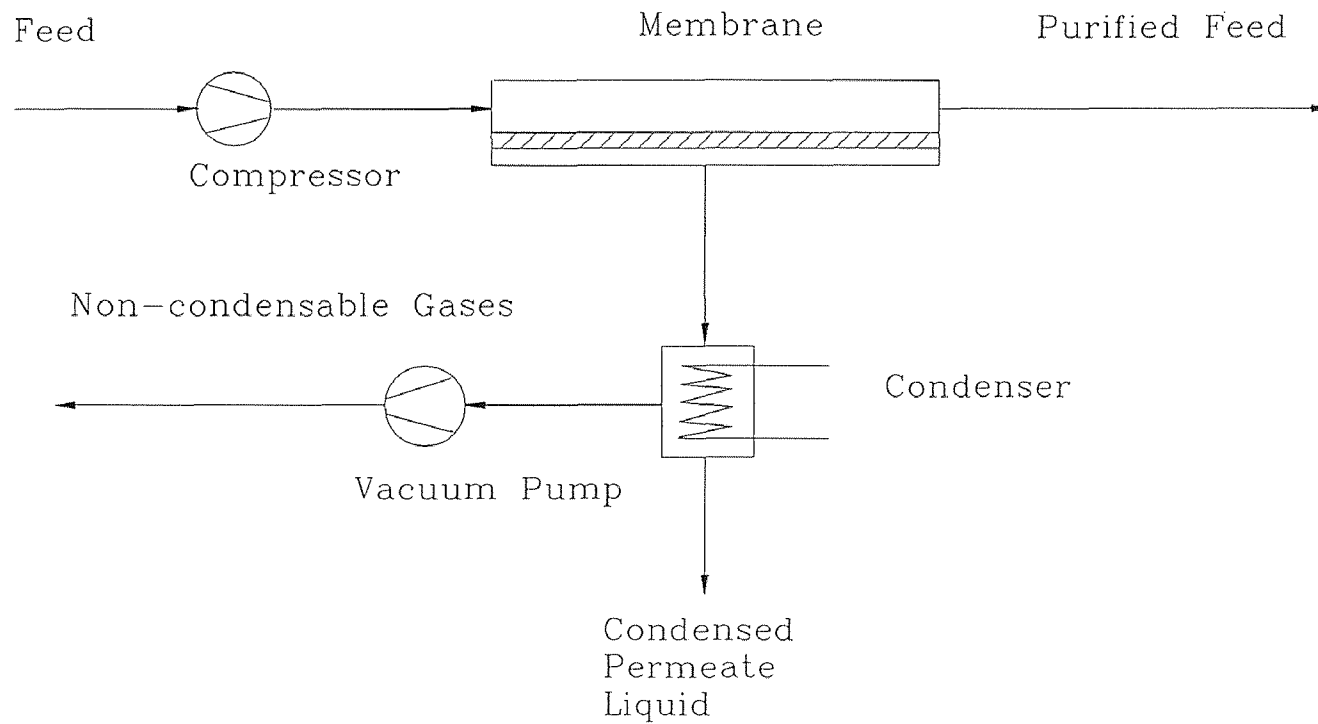 Feed
Membrane
Purified Feed
Compressor
Non-condensable Gases
Condenser
Vacuum Pump
Condensed
Permeate
Liquid